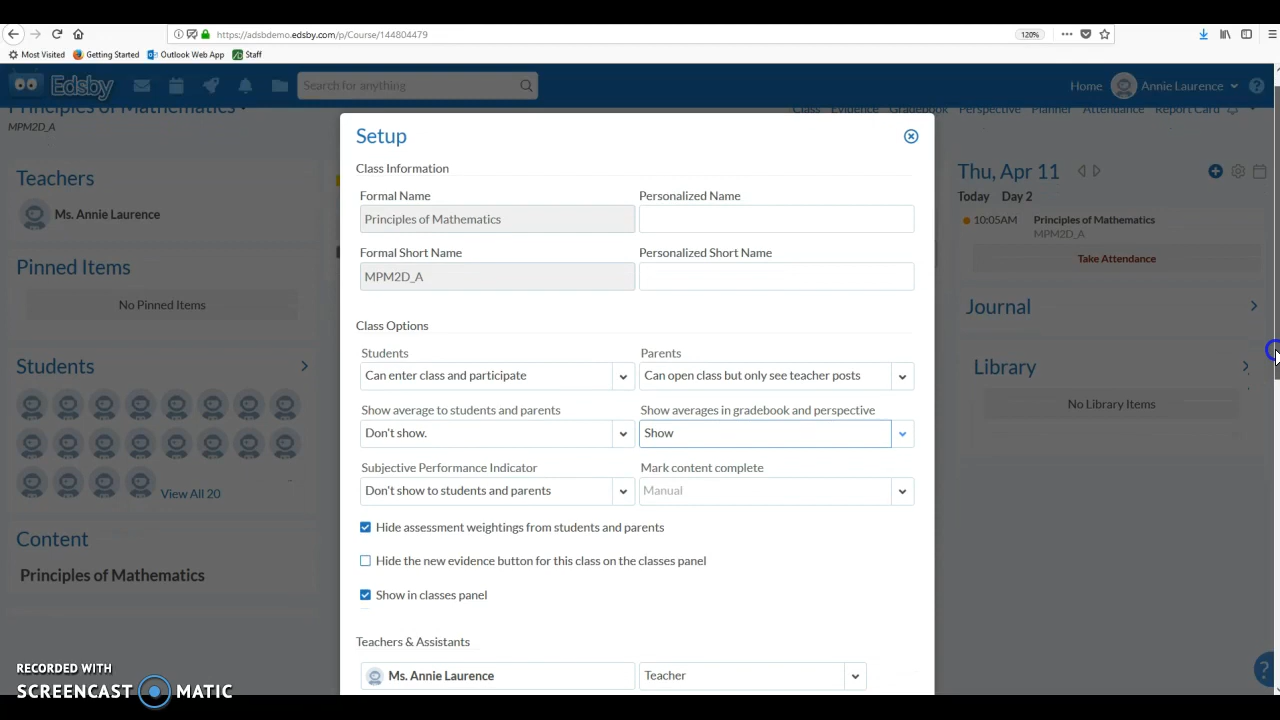 https://adsbdemo.edsby.com/p/Course/144804479
120%
Most Visited
Getting Started
Outlook Web App
Staff
Edsby
Search for anything
Home
Annie Laurence
Principles of Mathematics
MPM2D_A
Class
Evidence
Gradebook
Perspective
Planner
Attendance
Report Card
Teachers
Ms. Annie Laurence
Pinned Items
No Pinned Items
Students
View All 20
Content
Principles of Mathematics
Setup
Class Information
Formal Name
Personalized Name
Principles of Mathematics
Formal Short Name
Personalized Short Name
MPM2D_A
Class Options
Students
Parents
Can enter class and participate
Can open class but only see teacher posts
Show average to students and parents
Show averages in gradebook and perspective
Don't show.
Show
Subjective Performance Indicator
Mark content complete
Don't show to students and parents
Manual
Hide assessment weightings from students and parents
Hide the new evidence button for this class on the classes panel
Show in classes panel
Teachers & Assistants
Ms. Annie Laurence
Teacher
Thu, Apr 11
Today Day 2
10:05AM
Principles of Mathematics
MPM2D_A
Take Attendance
Journal
Library
No Library Items
RECORDED WITH
SCREENCAST MATIC